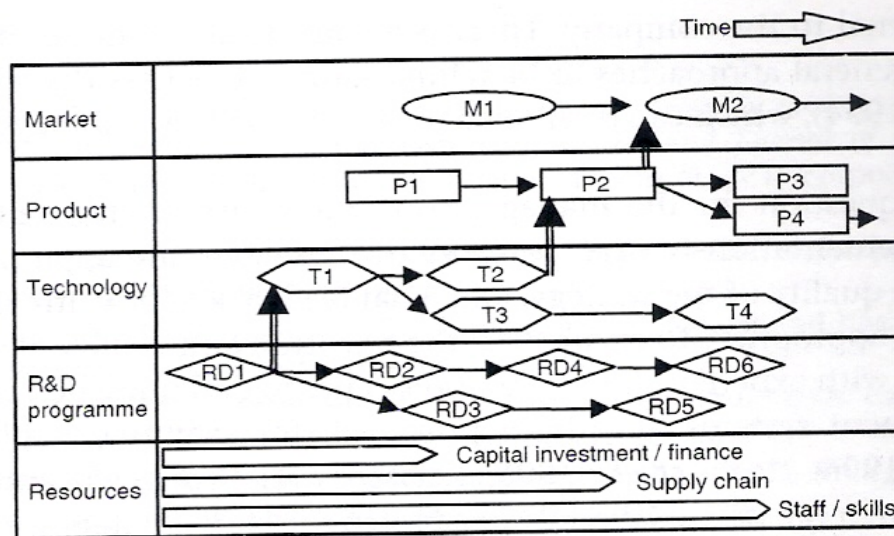 Time
Market
M1
M2
Product
P1
P2
P3
P4
Technology
T1
T2
T3
T4
R&D
programme
RD1
RD2
RD4
RD6
RD3
RD5
Resources
Capital investment / finance
Supply chain
Staff / skills